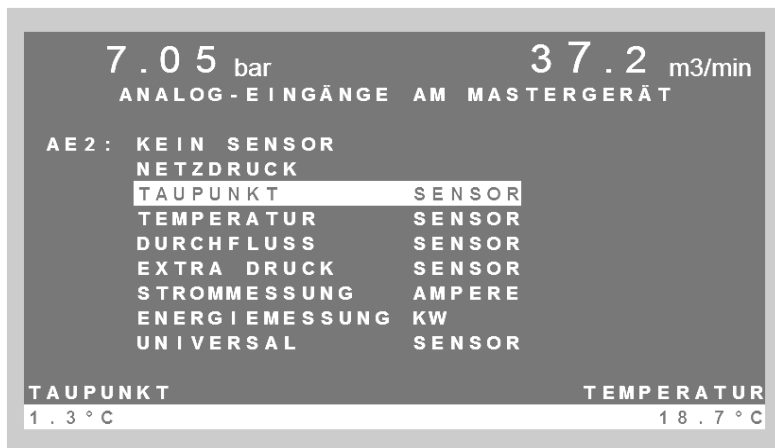 7.05 bar 37.2 m3/min
ANALOG-EINGÃNGE AM MASTERGERÄT
AE2: KEIN SENSOR
NETZDRUCK
TAUPUNKT SENSOR
TEMPERATUR SENSOR
DURCHFLUSS SENSOR
EXTRA DRUCK SENSOR
STROMMESSUNG AMPERE
ENERGIEMESSUNG KW
UNIVERSAL SENSOR
TAUPUNKT TEMPERATUR
1.3°C 18.7°C